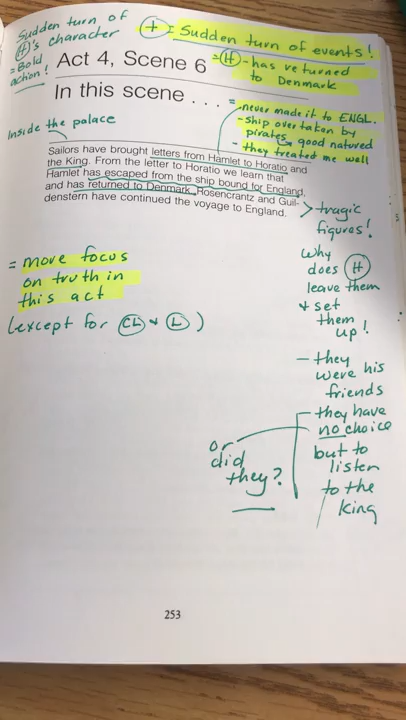 Sudden turn of
(H)'s character
= Bold
action!
(+) = Sudden turn of events!
= (H) - has returned
to Denmark
Act 4, Scene 6
In this scene . . .
= never made it to ENGL.
- ship overtaken by
pirates → good natured
- they treated me well
Inside the palace
Sailors have brought letters from Hamlet to Horatio and
the King. From the letter to Horatio we learn that
Hamlet has escaped from the ship bound for England,
and has returned to Denmark. Rosencrantz and Guil-
denstern have continued the voyage to England.
> tragic
figures!
= more focus
on truth in
this act
(except for (CL) + (L) )
Why
does (H)
leave them
+ set
them
up!
- they
were his
friends
- they have
no choice
but to
listen
to the
king
or
did
they?
253